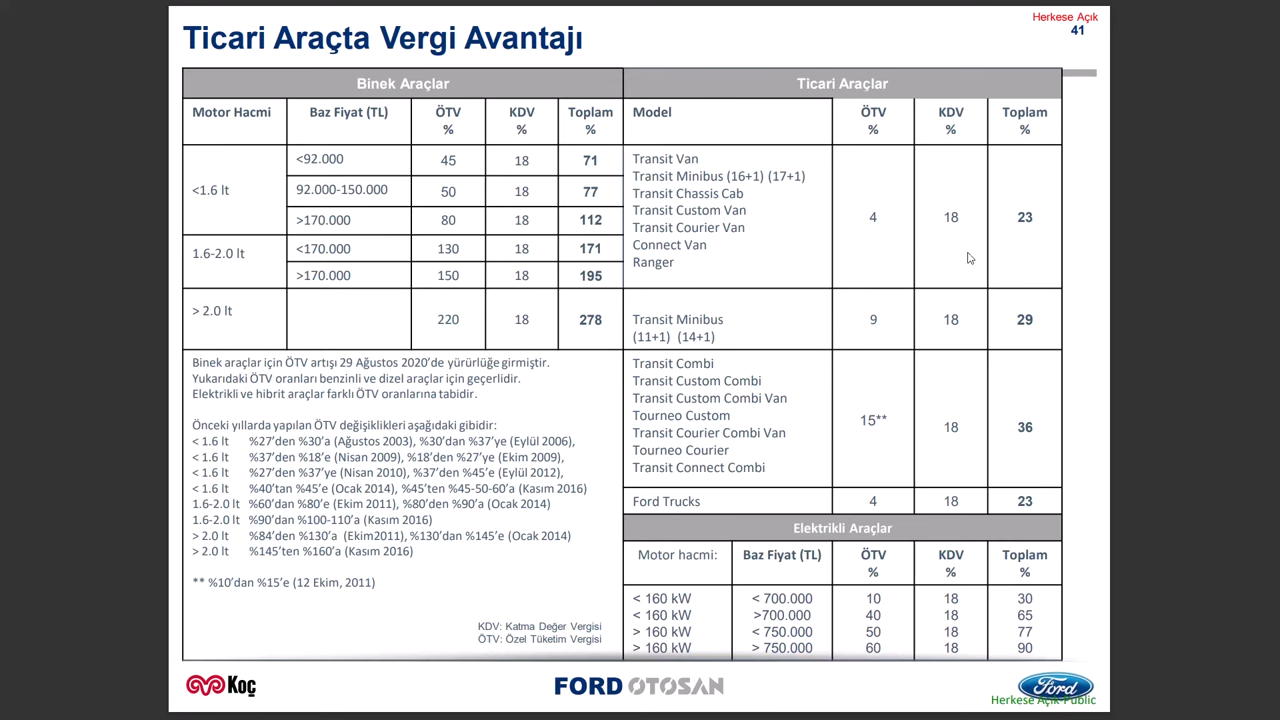 Herkese Açık
41
Ticari Araçta Vergi Avantajı
Binek Araçlar
Motor Hacmi Baz Fiyat (TL) ÖTV % KDV % Toplam %
<1.6 lt
<92.000 45 18 71
92.000-150.000 50 18 77
>170.000 80 18 112
1.6-2.0 lt
<170.000 130 18 171
>170.000 150 18 195
> 2.0 lt 220 18 278
Binek araçlar için ÖTV artışı 29 Ağustos 2020'de yürürlüğe girmiştir.
Yukarıdaki ÖTV oranları benzinli ve dizel araçlar için geçerlidir.
Elektrikli ve hibrit araçlar farklı ÖTV oranlarına tabidir.
Önceki yıllarda yapılan ÖTV değişiklikleri aşağıdaki gibidir:
< 1.6 lt %27'den %30'a (Ağustos 2003), %30'dan %37'ye (Eylül 2006),
< 1.6 lt %37'den %18'e (Nisan 2009), %18'den %27'ye (Ekim 2009),
< 1.6 lt %27'den %37'ye (Nisan 2010), %37'den %45'e (Eylül 2012),
< 1.6 lt %40'tan %45'e (Ocak 2014), %45'ten %45-50-60'a (Kasım 2016)
1.6-2.0 lt %60'dan %80'e (Ekim 2011), %80'den %90'a (Ocak 2014)
1.6-2.0 lt %90'dan %100-110'a (Kasım 2016)
> 2.0 lt %84'den %130'a (Ekim2011), %130'dan %145'e (Ocak 2014)
> 2.0 lt %145'ten %160'a (Kasım 2016)
** %10'dan %15'e (12 Ekim, 2011)
KDV: Katma Değer Vergisi
ÖTV: Özel Tüketim Vergisi
Ticari Araçlar
Model ÖTV % KDV % Toplam %
Transit Van
Transit Minibus (16+1) (17+1)
Transit Chassis Cab
Transit Custom Van
Transit Courier Van
Connect Van
Ranger
4 18 23
Transit Minibus
(11+1) (14+1)
9 18 29
Transit Combi
Transit Custom Combi
Transit Custom Combi Van
Tourneo Custom
Transit Courier Combi Van
Tourneo Courier
Transit Connect Combi
15** 18 36
Ford Trucks 4 18 23
Elektrikli Araçlar
Motor hacmi: Baz Fiyat (TL) ÖTV % KDV % Toplam %
< 160 kW < 700.000 10 18 30
< 160 kW >700.000 40 18 65
> 160 kW < 750.000 50 18 77
> 160 kW > 750.000 60 18 90
Koç
FORD OTOSAN
Ford
Herkese Açık-Public